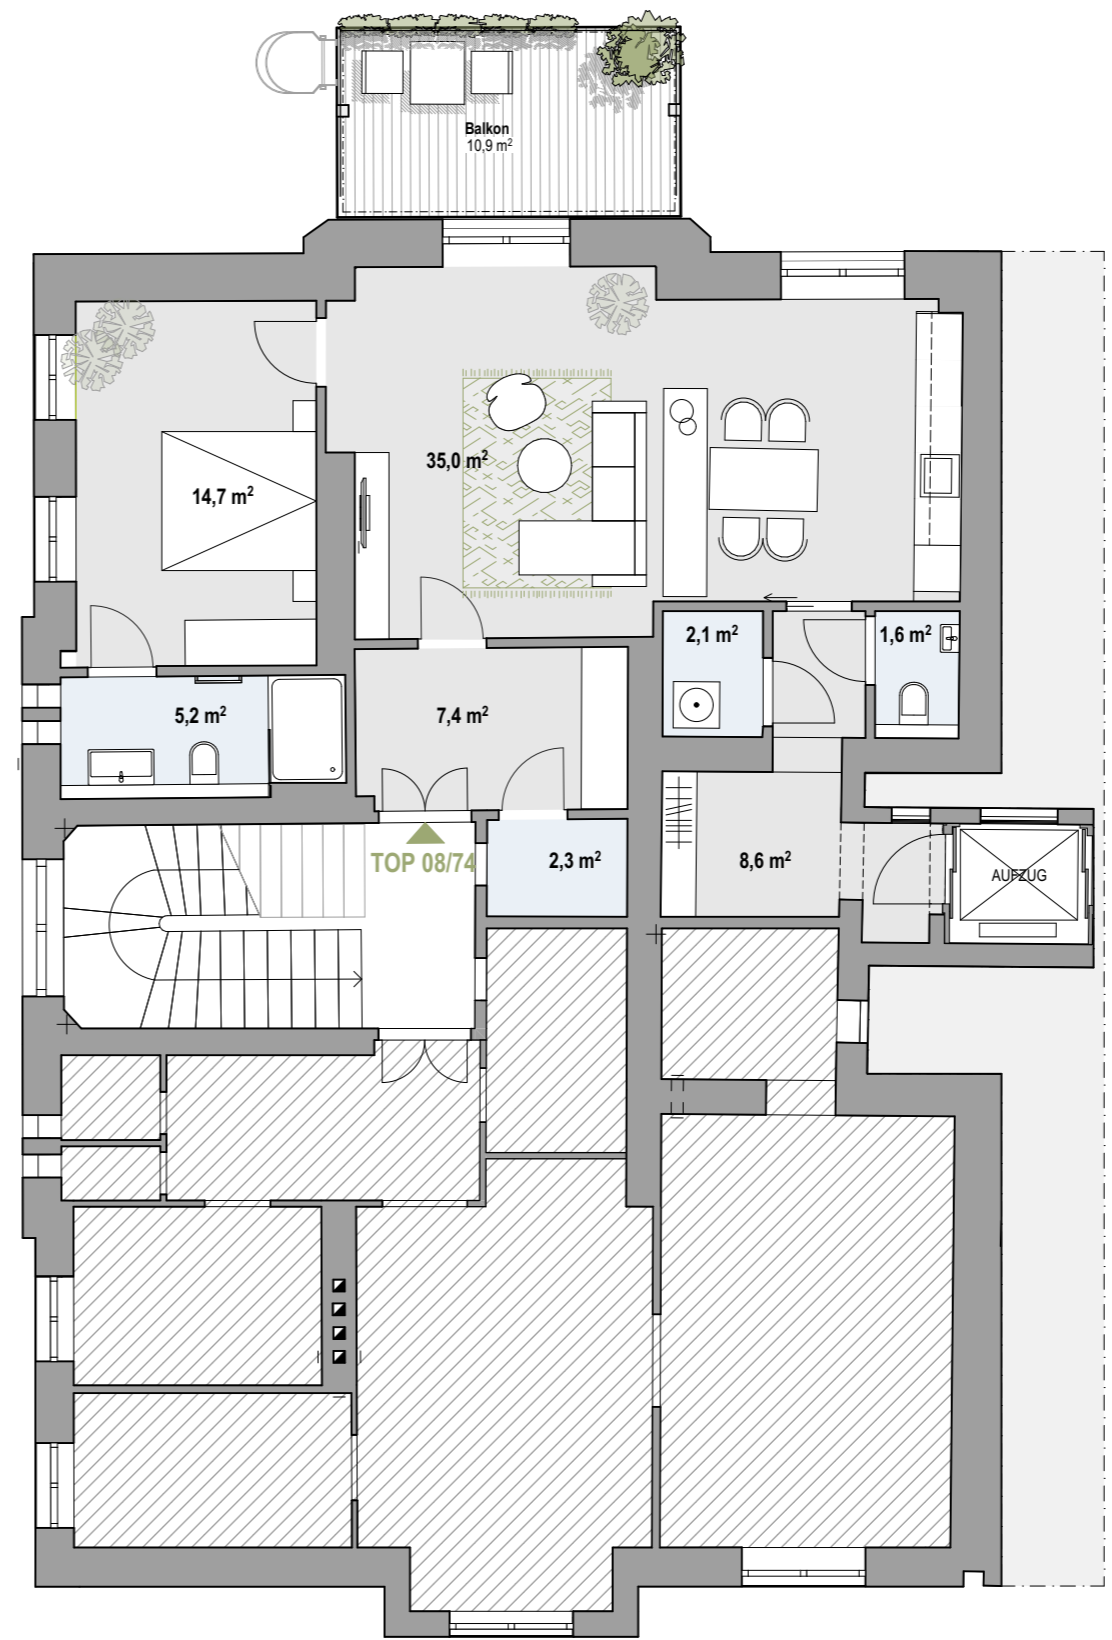 Balkon
10,9 m²
35,0 m²
14,7 m²
2,1 m²
1,6 m²
5,2 m²
7,4 m²
TOP 08/74
2,3 m²
8,6 m²
AUFZUG